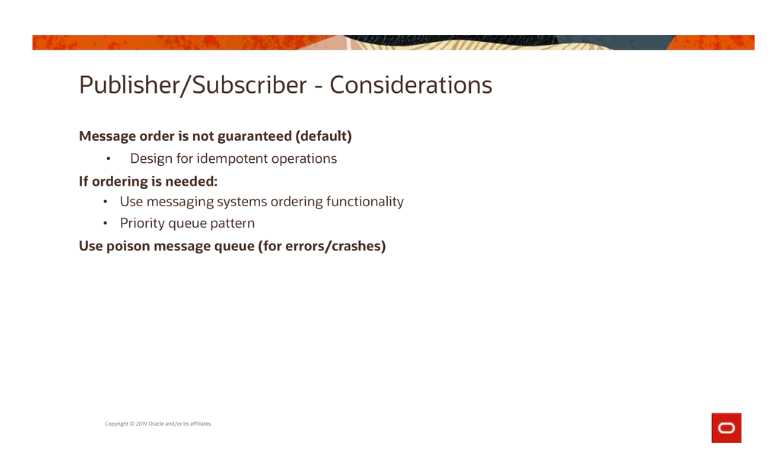 Publisher/Subscriber - Considerations
Message order is not guaranteed (default)
• Design for idempotent operations
If ordering is needed:
• Use messaging systems ordering functionality
• Priority queue pattern
Use poison message queue (for errors/crashes)
Copyright © 2019 Oracle and/or its affiliates.